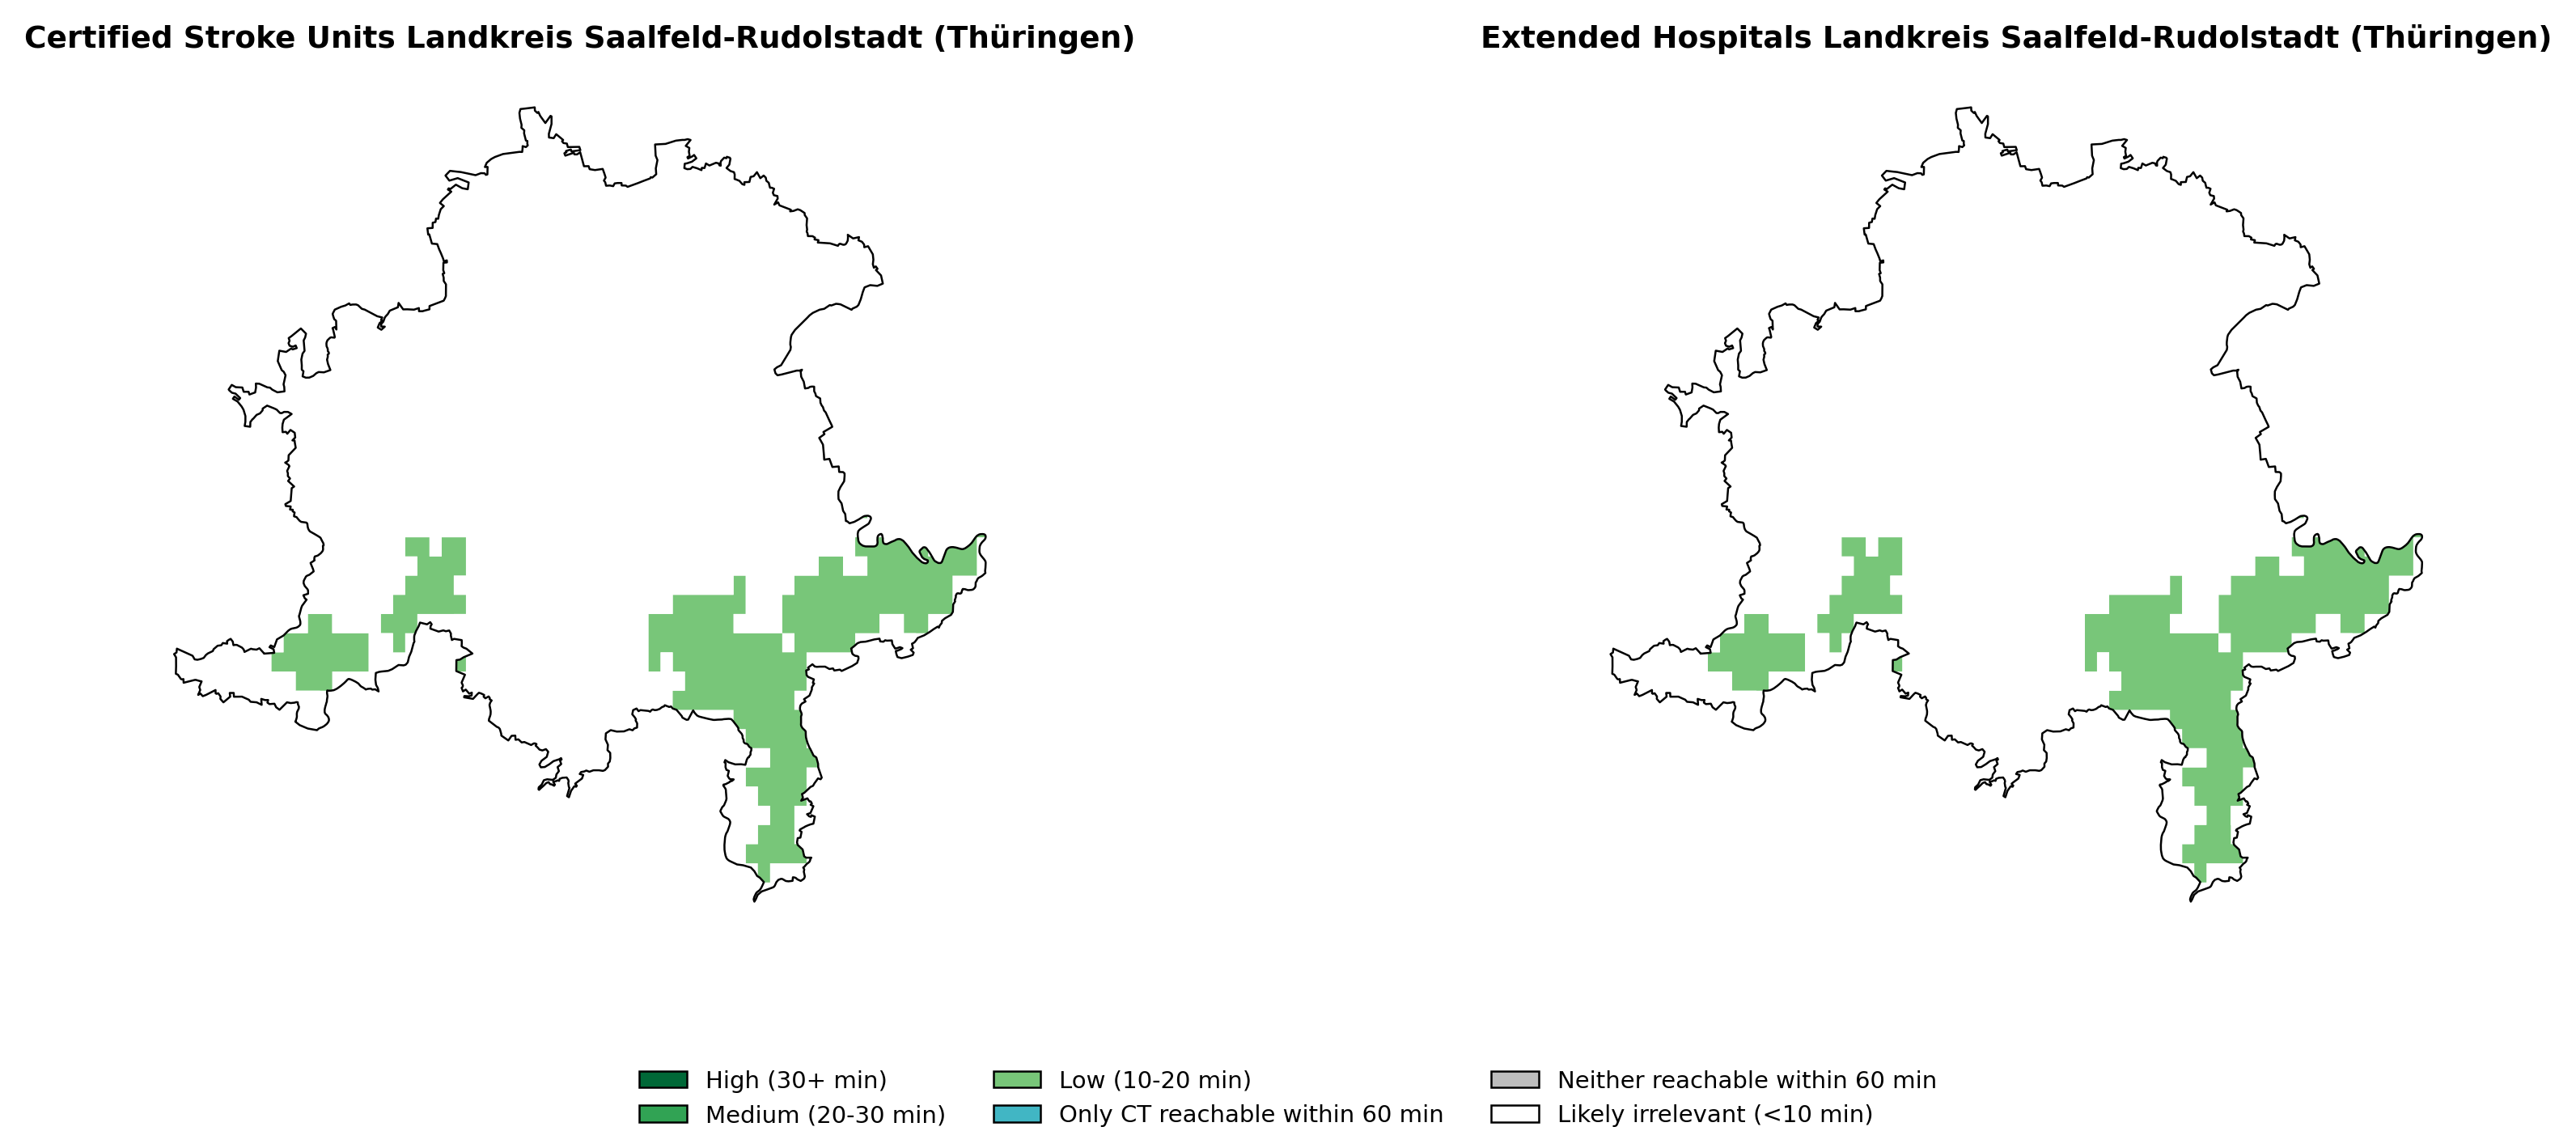 Certified Stroke Units Landkreis Saalfeld-Rudolstadt (Thüringen)
Extended Hospitals Landkreis Saalfeld-Rudolstadt (Thüringen)
High (30+ min)
Medium (20-30 min)
Low (10-20 min)
Only CT reachable within 60 min
Neither reachable within 60 min
Likely irrelevant (<10 min)